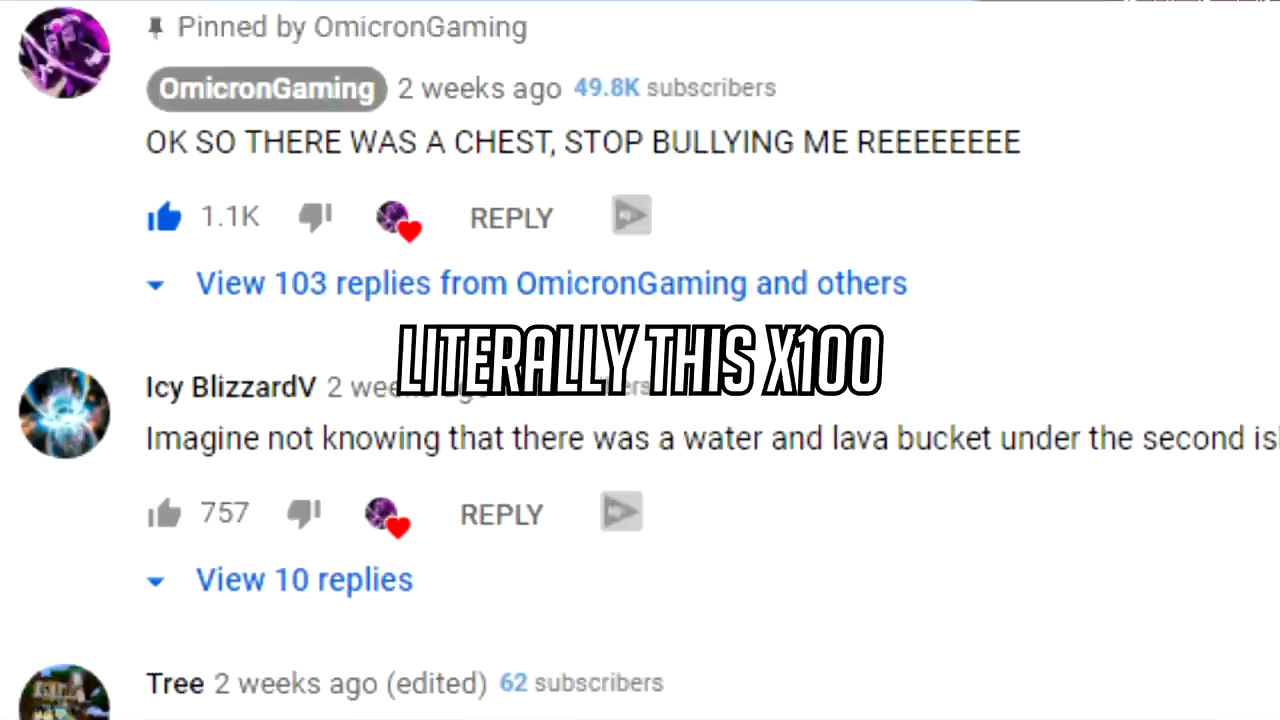 Pinned by OmicronGaming
OmicronGaming 2 weeks ago 49.8K subscribers
OK SO THERE WAS A CHEST, STOP BULLYING ME REEEEEEEE
1.1K REPLY
View 103 replies from OmicronGaming and others
LITERALLY THIS X100
Icy BlizzardV 2
Imagine not knowing that there was a water and lava bucket under the second
757 REPLY
View 10 replies
Tree 2 weeks ago (edited) 62 subscribers